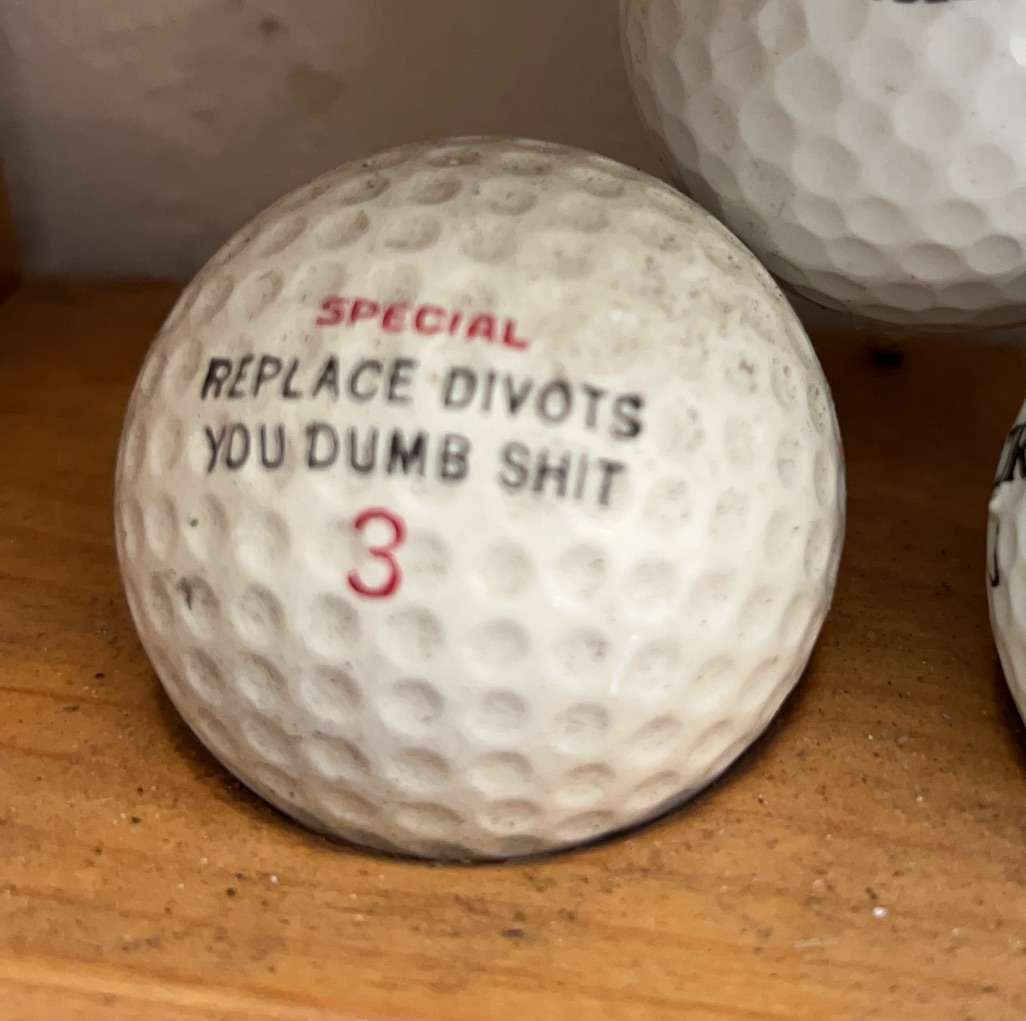 SPECIAL
REPLACE DIVOTS
YOU DUMB SHIT
3